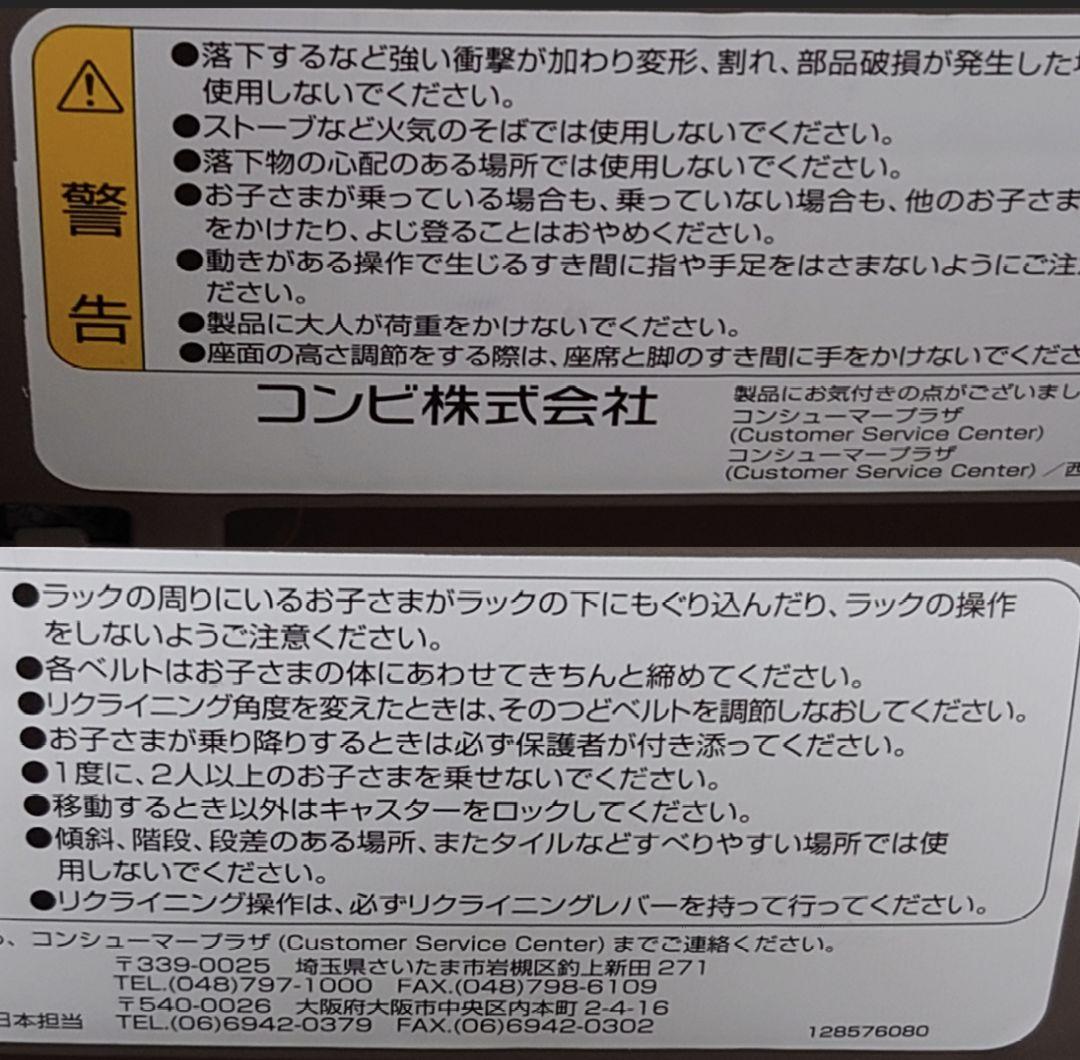 警告
●落下するなど強い衝撃が加わり変形、割れ、部品破損が発生した
使用しないでください。
●ストーブなど火気のそばでは使用しないでください。
●落下物の心配のある場所では使用しないでください。
●お子さまが乗っている場合も、乗っていない場合も、他のお子さま
をかけたり、よじ登ることはおやめください。
●動きがある操作で生じるすき間に指や手足をはさまないようにご注
ださい。
●製品に大人が荷重をかけないでください。
●座面の高さ調節をする際は、座席と脚のすき間に手をかけないでくださ
コンビ株式会社
製品にお気付きの点がございまし
コンシューマープラザ
(Customer Service Center)
コンシューマープラザ
(Customer Service Center)／西
●ラックの周りにいるお子さまがラックの下にもぐり込んだり、ラックの操作
をしないようご注意ください。
●各ベルトはお子さまの体にあわせてきちんと締めてください。
●リクライニング角度を変えたときは、そのつどベルトを調節しなおしてください。
●お子さまが乗り降りするときは必ず保護者が付き添ってください。
●1度に、2人以上のお子さまを乗せないでください。
●移動するとき以外はキャスターをロックしてください。
●傾斜、階段、段差のある場所、またタイルなどすべりやすい場所では使
用しないでください。
●リクライニング操作は、必ずリクライニングレバーを持って行ってください。
、コンシューマープラザ (Customer Service Center) までご連絡ください。
〒339-0025 埼玉県さいたま市岩槻区釣上新田 271
TEL.(048)797-1000 FAX.(048)798-6109
〒540-0026 大阪府大阪市中央区内本町 2-4-16
日本担当 TEL.(06)6942-0379 FAX.(06)6942-0302
128576080